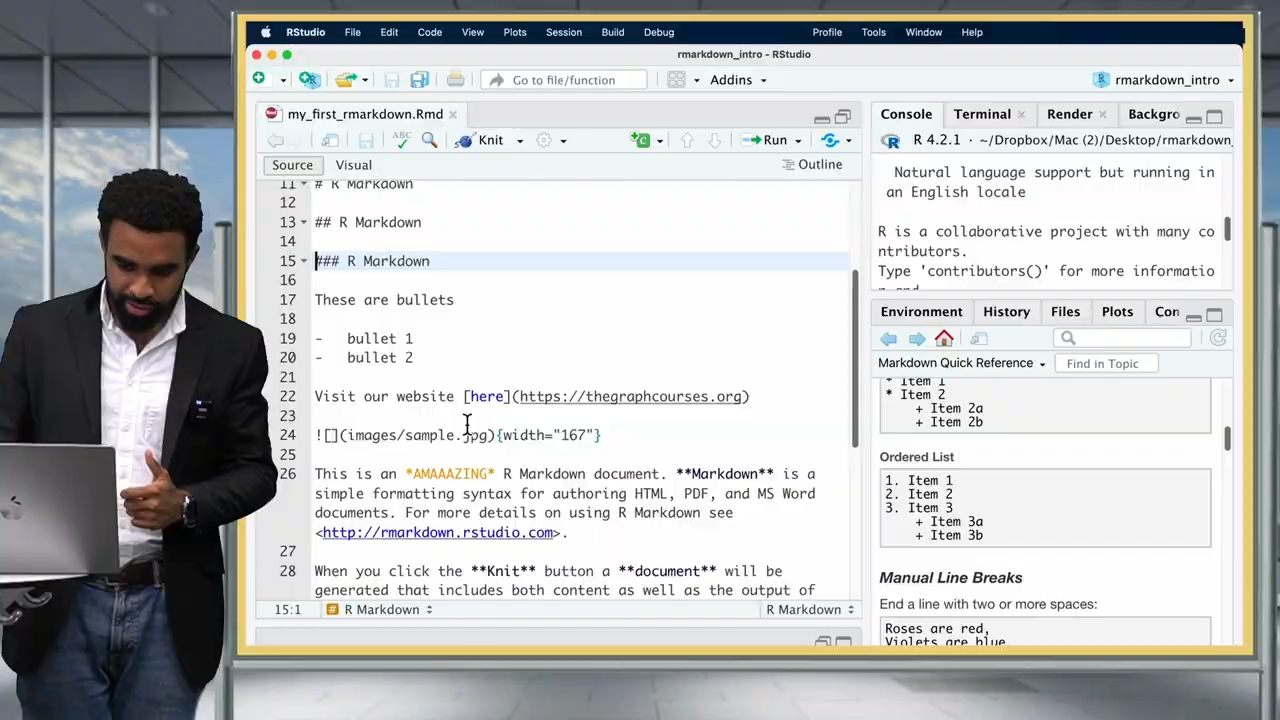 RStudio File Edit Code View Plots Session Build Debug Profile Tools Window Help
rmarkdown_intro - RStudio
Go to file/function Addins rmarkdown_intro
my_first_rmarkdown.Rmd
ABC Knit Run
Source Visual Outline
11 # R Markdown
12
13 ## R Markdown
14
15 ### R Markdown
16
17 These are bullets
18
19 - bullet 1
20 - bullet 2
21
22 Visit our website [here](https://thegraphcourses.org)
23
24 ![](images/sample.jpg){width="167"}
25
26 This is an *AMAAAZING* R Markdown document. **Markdown** is a
simple formatting syntax for authoring HTML, PDF, and MS Word
documents. For more details on using R Markdown see
<http://rmarkdown.rstudio.com>.
27
28 When you click the **Knit** button a **document** will be
generated that includes both content as well as the output of
15:1 # R Markdown R Markdown
Console Terminal Render Backgro
R 4.2.1 · ~/Dropbox/Mac (2)/Desktop/rmarkdown_
Natural language support but running in
an English locale
R is a collaborative project with many co
ntributors.
Type 'contributors()' for more informatio
Environment History Files Plots Con
Markdown Quick Reference Find in Topic
* Item 1
* Item 2
+ Item 2a
+ Item 2b
Ordered List
1. Item 1
2. Item 2
3. Item 3
+ Item 3a
+ Item 3b
Manual Line Breaks
End a line with two or more spaces:
Roses are red,
Violets are blue.